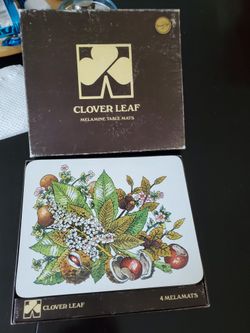 CLOVER LEAF
MELAMINE TABLE MATS
CLOVER LEAF
4 MELAMATS